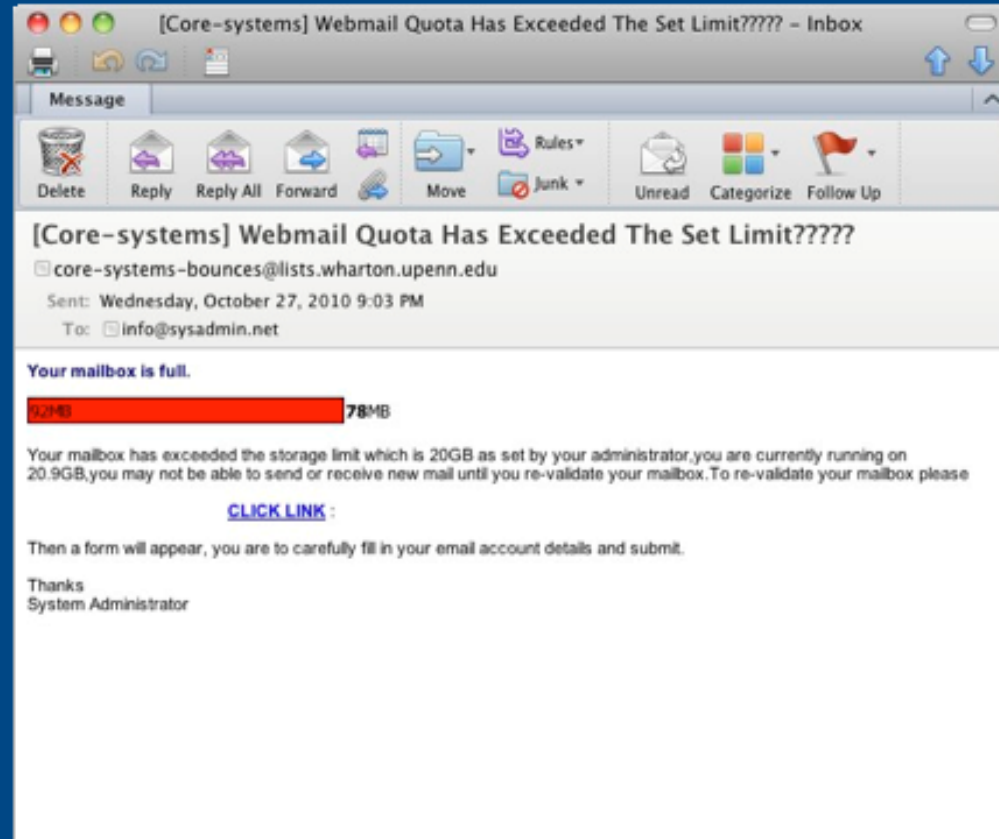 [Core-systems] Webmail Quota Has Exceeded The Set Limit????? – Inbox
Message
Delete
Reply
Reply All
Forward
Move
Rules
Junk
Unread
Categorize
Follow Up
[Core-systems] Webmail Quota Has Exceeded The Set Limit?????
core-systems-bounces@lists.wharton.upenn.edu
Sent: Wednesday, October 27, 2010 9:03 PM
To: info@sysadmin.net
Your mailbox is full.
92MB 78MB
Your mailbox has exceeded the storage limit which is 20GB as set by your administrator,you are currently running on
20.9GB,you may not be able to send or receive new mail until you re-validate your mailbox.To re-validate your mailbox please
CLICK LINK :
Then a form will appear, you are to carefully fill in your email account details and submit.
Thanks
System Administrator